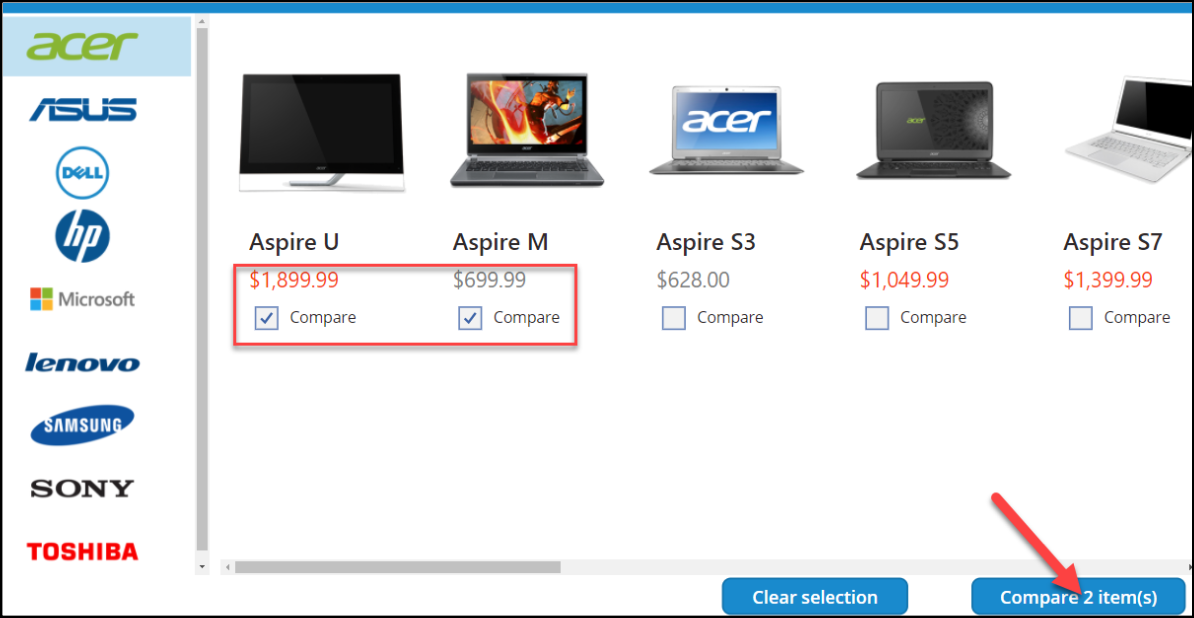 acer
ASUS
DELL
hp
Microsoft
lenovo
SAMSUNG
SONY
TOSHIBA
acer
acer
Aspire U
Aspire M
Aspire S3
Aspire S5
Aspire S7
$1,899.99
$699.99
$628.00
$1,049.99
$1,399.99
Compare
Compare
Compare
Compare
Compare
Clear selection
Compare 2 item(s)